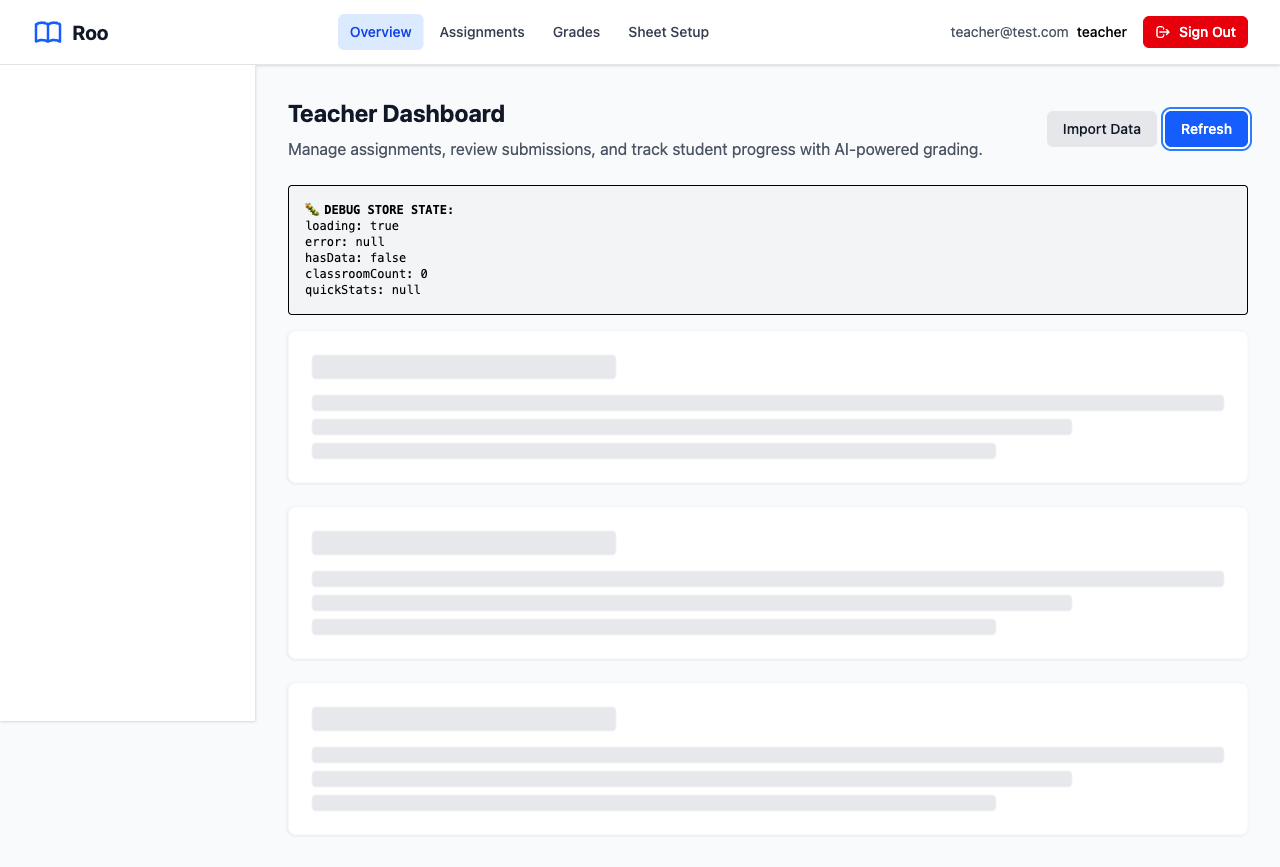 Roo
Overview Assignments Grades Sheet Setup
teacher@test.com teacher Sign Out
Teacher Dashboard
Manage assignments, review submissions, and track student progress with AI-powered grading.
Import Data Refresh
🐛 DEBUG STORE STATE:
loading: true
error: null
hasData: false
classroomCount: 0
quickStats: null